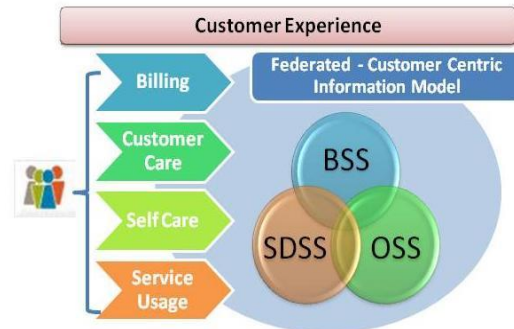 Customer Experience
Billing
Federated - Customer Centric
Information Model
Customer
Care
Self Care
Service
Usage
BSS
SDSS
OSS